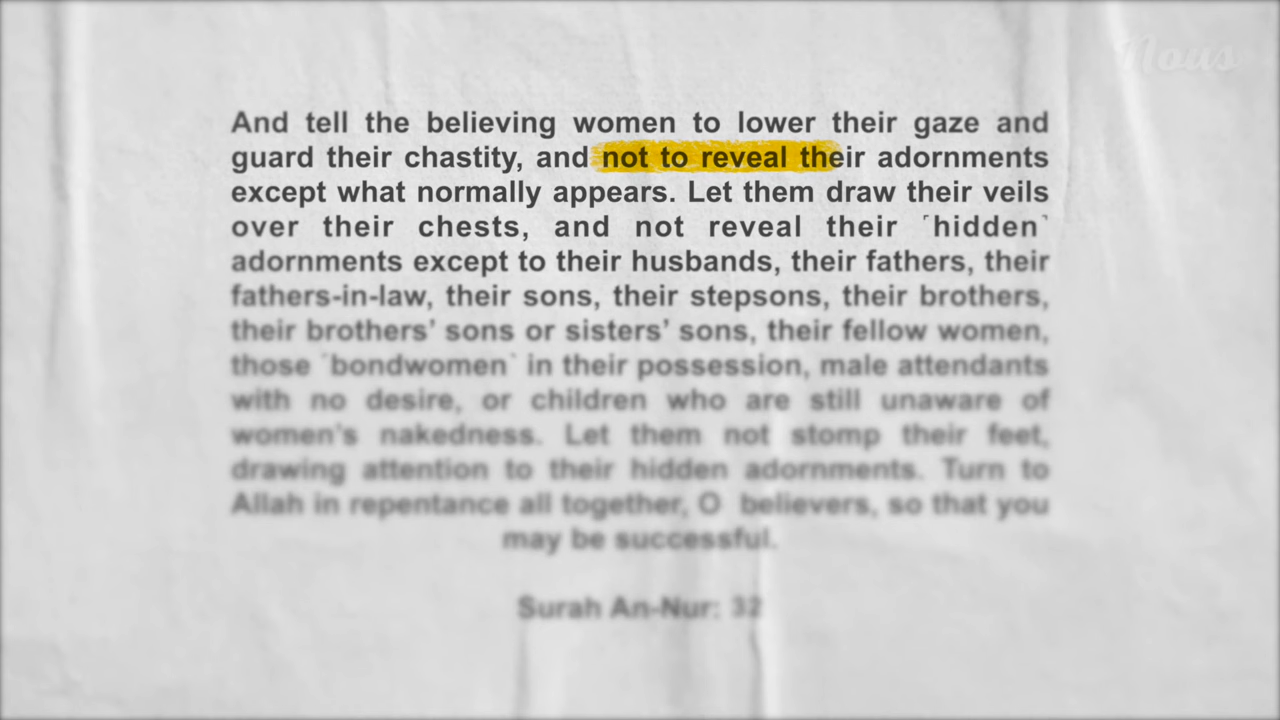 Nous
And tell the believing women to lower their gaze and
guard their chastity, and not to reveal their adornments
except what normally appears. Let them draw their veils
over their chests, and not reveal their ˹hidden˺
adornments except to their husbands, their fathers, their
fathers-in-law, their sons, their stepsons, their brothers,
their brothers’ sons or sisters’ sons, their fellow women,
those ˹bondwomen˺ in their possession, male attendants
with no desire, or children who are still unaware of
women's nakedness. Let them not stomp their feet,
drawing attention to their hidden adornments. Turn to
Allah in repentance all together, O believers, so that you
may be successful.
Surah An-Nur: 32